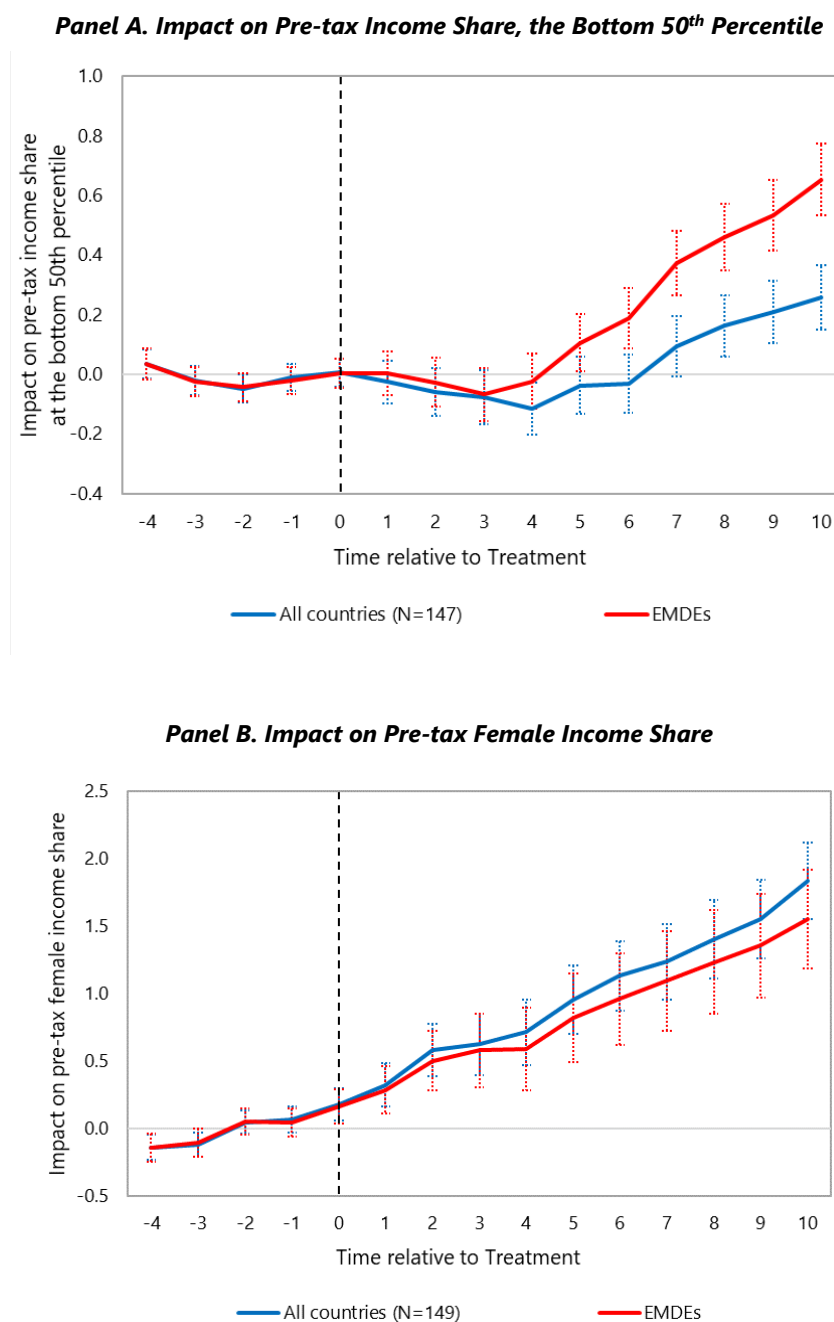 Panel A. Impact on Pre-tax Income Share, the Bottom 50th Percentile
Impact on pre-tax income share
at the bottom 50th percentile
1.0
0.8
0.6
0.4
0.2
0.0
-0.2
-0.4
-4 -3 -2 -1 0 1 2 3 4 5 6 7 8 9 10
Time relative to Treatment
All countries (N=147) EMDEs
Panel B. Impact on Pre-tax Female Income Share
Impact on pre-tax female income share
2.5
2.0
1.5
1.0
0.5
0.0
-0.5
-4 -3 -2 -1 0 1 2 3 4 5 6 7 8 9 10
Time relative to Treatment
All countries (N=149) EMDEs